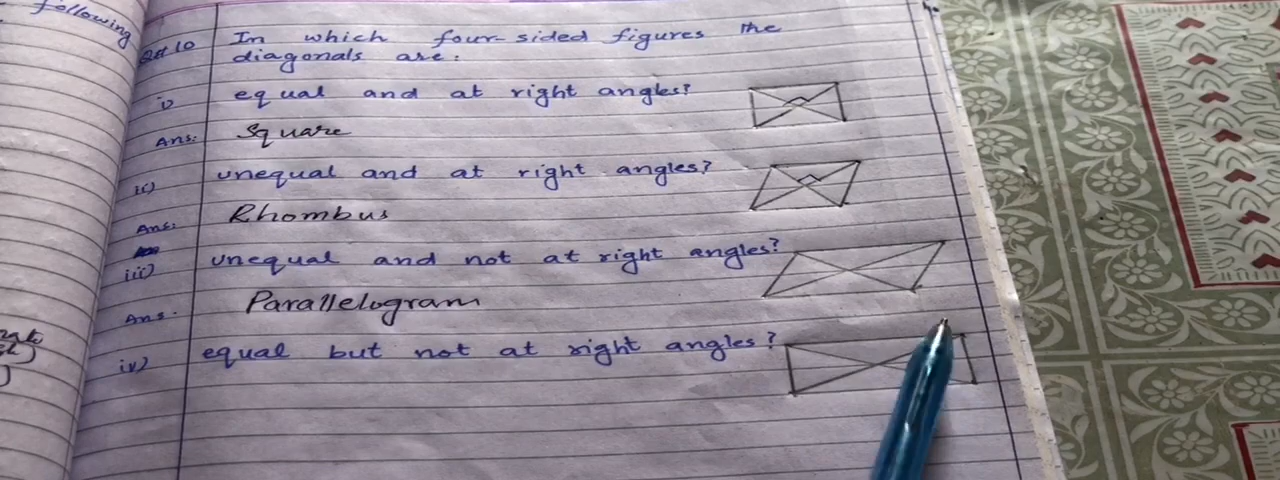 following
In which four-sided figures the
diagonals are:
i) equal and at right angles?
Ans: Square
ii) unequal and at right angles?
Ans: Rhombus
iii) unequal and not at right angles?
Ans. Parallelogram
iv) equal but not at right angles?